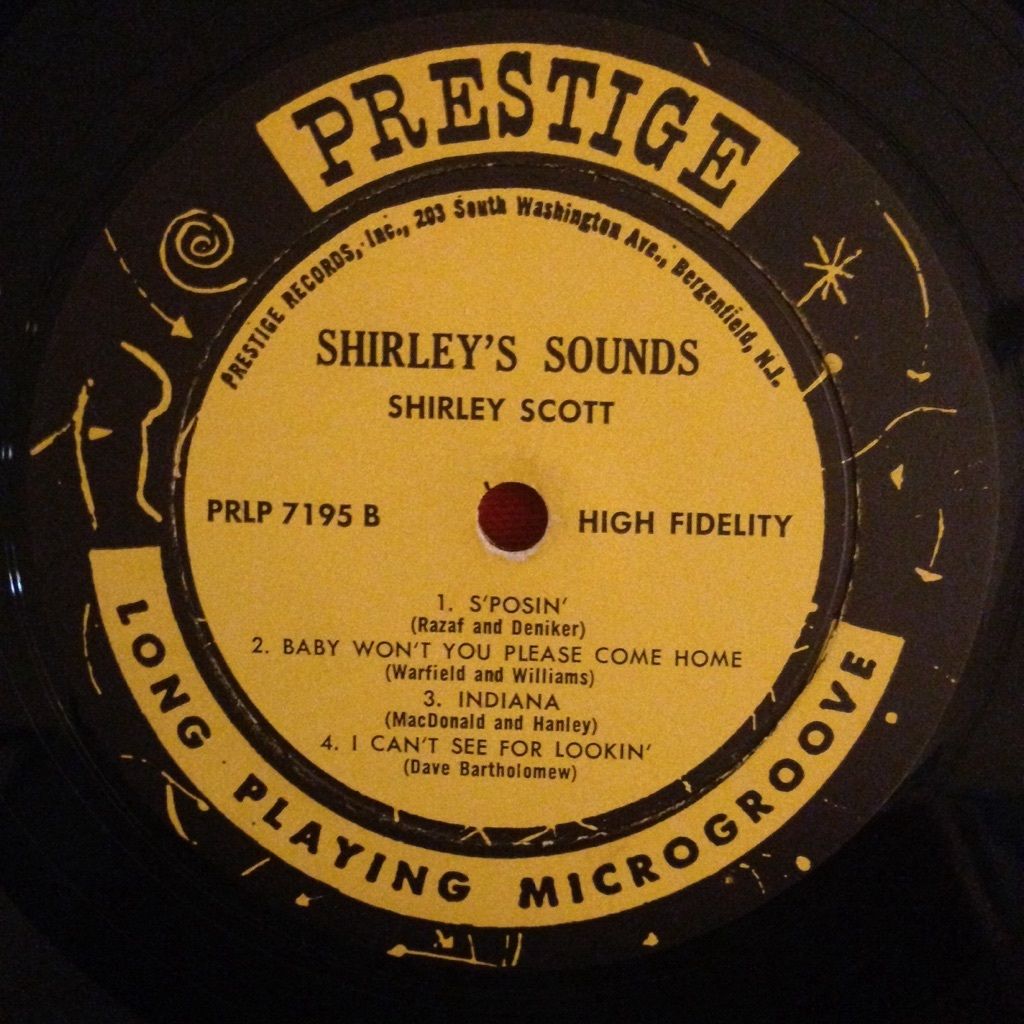 PRESTIGE
PRESTIGE RECORDS, Inc., 203 South Washington Ave., Bergenfield, N.J.
SHIRLEY'S SOUNDS
SHIRLEY SCOTT
PRLP 7195 B
HIGH FIDELITY
1. S'POSIN'
(Razaf and Deniker)
2. BABY WON'T YOU PLEASE COME HOME
(Warfield and Williams)
3. INDIANA
(MacDonald and Hanley)
4. I CAN'T SEE FOR LOOKIN'
(Dave Bartholomew)
LONG PLAYING MICROGROOVE